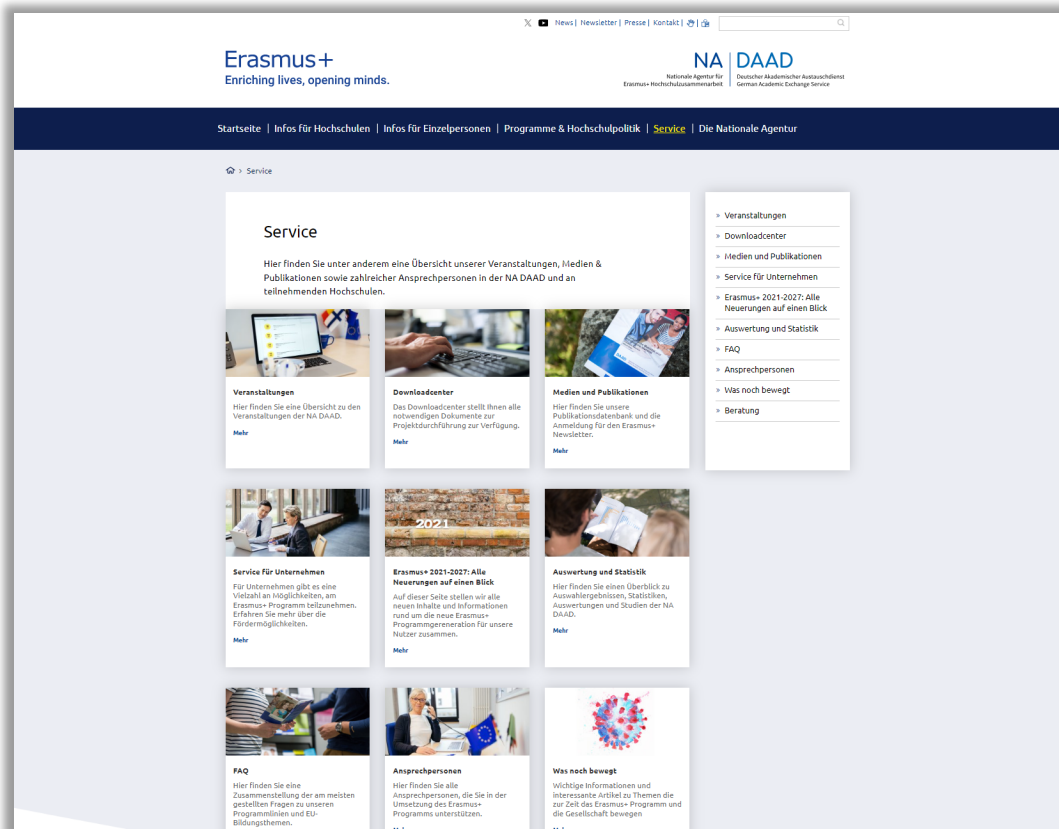 News | Newsletter | Presse | Kontakt |
Erasmus+
Enriching lives, opening minds.
NA DAAD
Nationale Agentur für
Erasmus+ Hochschulzusammenarbeit
Deutscher Akademischer Austauschdienst
German Academic Exchange Service
Startseite | Infos für Hochschulen | Infos für Einzelpersonen | Programme & Hochschulpolitik | Service | Die Nationale Agentur
> Service
Service
Hier finden Sie unter anderem eine Übersicht unserer Veranstaltungen, Medien &
Publikationen sowie zahlreicher Ansprechpersonen in der NA DAAD und an
teilnehmenden Hochschulen.
Veranstaltungen
Hier finden Sie eine Übersicht zu den
Veranstaltungen der NA DAAD.
Mehr
Downloadcenter
Das Downloadcenter stellt Ihnen alle
notwendigen Dokumente zur
Projektdurchführung zur Verfügung.
Mehr
DAAD
Medien und Publikationen
Hier finden Sie unsere
Publikationsdatenbank und die
Anmeldung für den Erasmus+
Newsletter.
Mehr
Service für Unternehmen
Für Unternehmen gibt es eine
Vielzahl an Möglichkeiten, am
Erasmus+ Programm teilzunehmen.
Erfahren Sie mehr über die
Fördermöglichkeiten.
Mehr
2021
Erasmus+ 2021-2027: Alle
Neuerungen auf einen Blick
Auf dieser Seite stellen wir alle
neuen Inhalte und Informationen
rund um die neue Erasmus+
Programmgereneration für unsere
Nutzer zusammen.
Mehr
Auswertung und Statistik
Hier finden Sie einen Überblick zu
Auswahlergebnissen, Statistiken,
Auswertungen und Studien der NA
DAAD.
Mehr
FAQ
Hier finden Sie eine
Zusammenstellung der am meisten
gestellten Fragen zu unseren
Programmlinien und EU-
Bildungsthemen.
Ansprechpersonen
Hier finden Sie alle
Ansprechpersonen, die Sie in der
Umsetzung des Erasmus+
Programms unterstützen.
Was noch bewegt
Wichtige Informationen und
interessante Artikel zu Themen die
zur Zeit das Erasmus+ Programm und
die Gesellschaft bewegen
» Veranstaltungen
» Downloadcenter
» Medien und Publikationen
» Service für Unternehmen
» Erasmus+ 2021-2027: Alle
Neuerungen auf einen Blick
» Auswertung und Statistik
» FAQ
» Ansprechpersonen
» Was noch bewegt
» Beratung